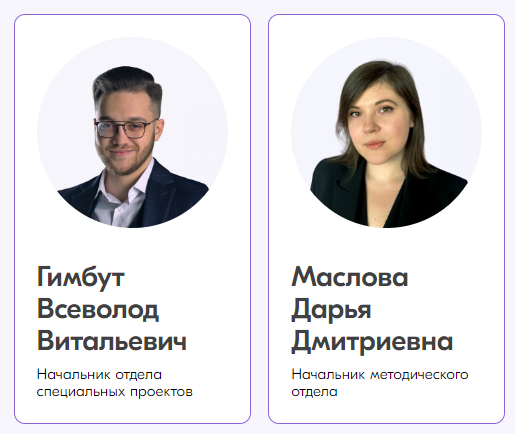 Гимбут
Всеволод
Витальевич
Начальник отдела
специальных проектов
Маслова
Дарья
Дмитриевна
Начальник методического
отдела